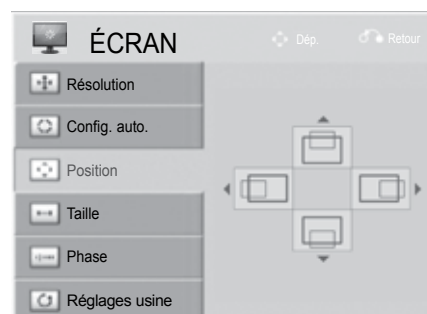 ÉCRAN
Dép. Retour
Résolution
Config. auto.
Position
Taille
Phase
Réglages usine